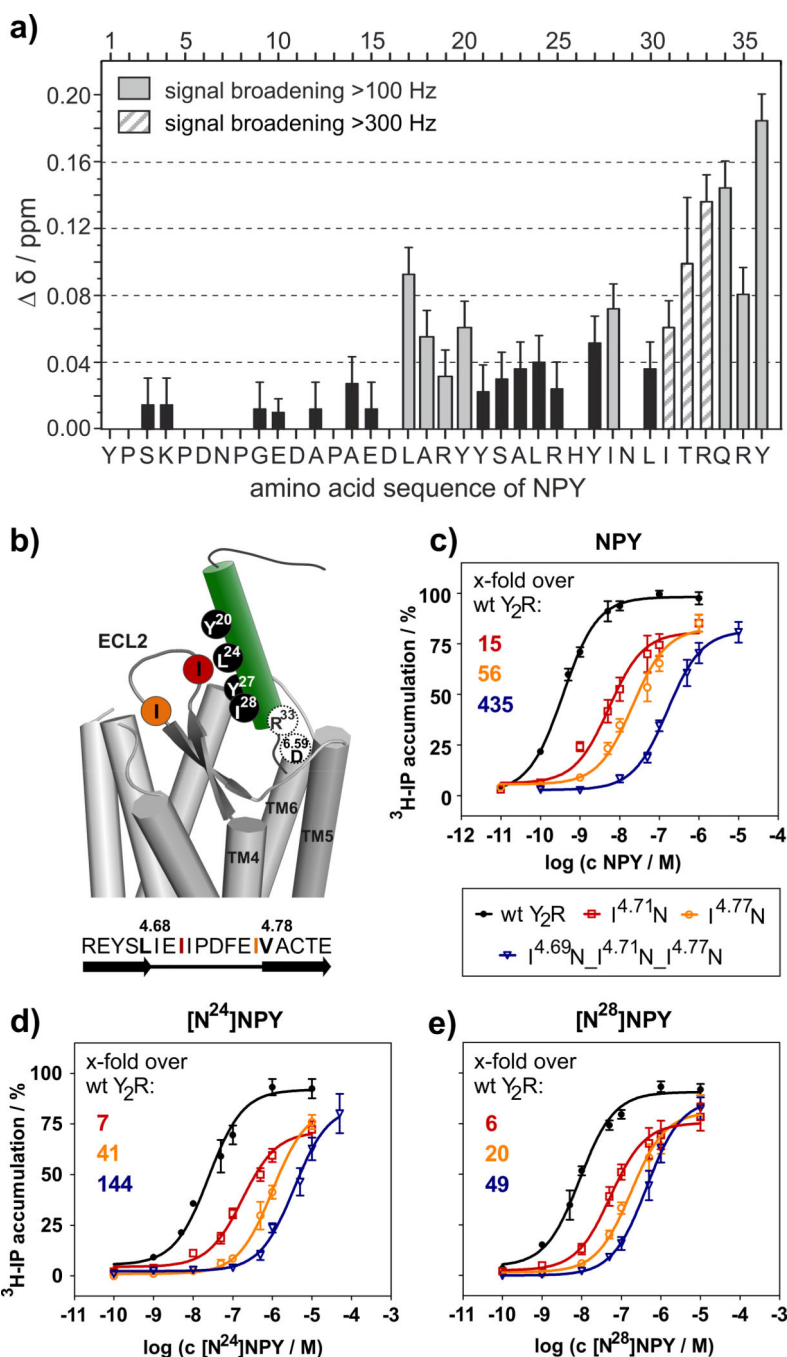 a)
1 5 10 15 20 25 30 35
signal broadening >100 Hz
signal broadening >300 Hz
Δ δ / ppm
0.20
0.16
0.12
0.08
0.04
0.00
YPSKPDNPGEDAPAEDLARYYSALRHYINLITRQRY
amino acid sequence of NPY
b)
ECL2
Y20
I
L24
I
Y27
I28
R33
6.59
D
TM6
TM5
TM4
4.68 4.78
REYSLIEIIPDFEIVACTE
c)
NPY
x-fold over
wt Y2R:
15
56
435
3H-IP accumulation / %
100
75
50
25
0
-12 -11 -10 -9 -8 -7 -6 -5 -4
log (c NPY / M)
wt Y2R I4.71N I4.77N
I4.69N_I4.71N_I4.77N
d)
[N24]NPY
x-fold over
wt Y2R:
7
41
144
3H-IP accumulation / %
100
75
50
25
0
-11 -10 -9 -8 -7 -6 -5 -4 -3
log (c [N24]NPY / M)
e)
[N28]NPY
x-fold over
wt Y2R:
6
20
49
-11 -10 -9 -8 -7 -6 -5 -4 -3
log (c [N28]NPY / M)